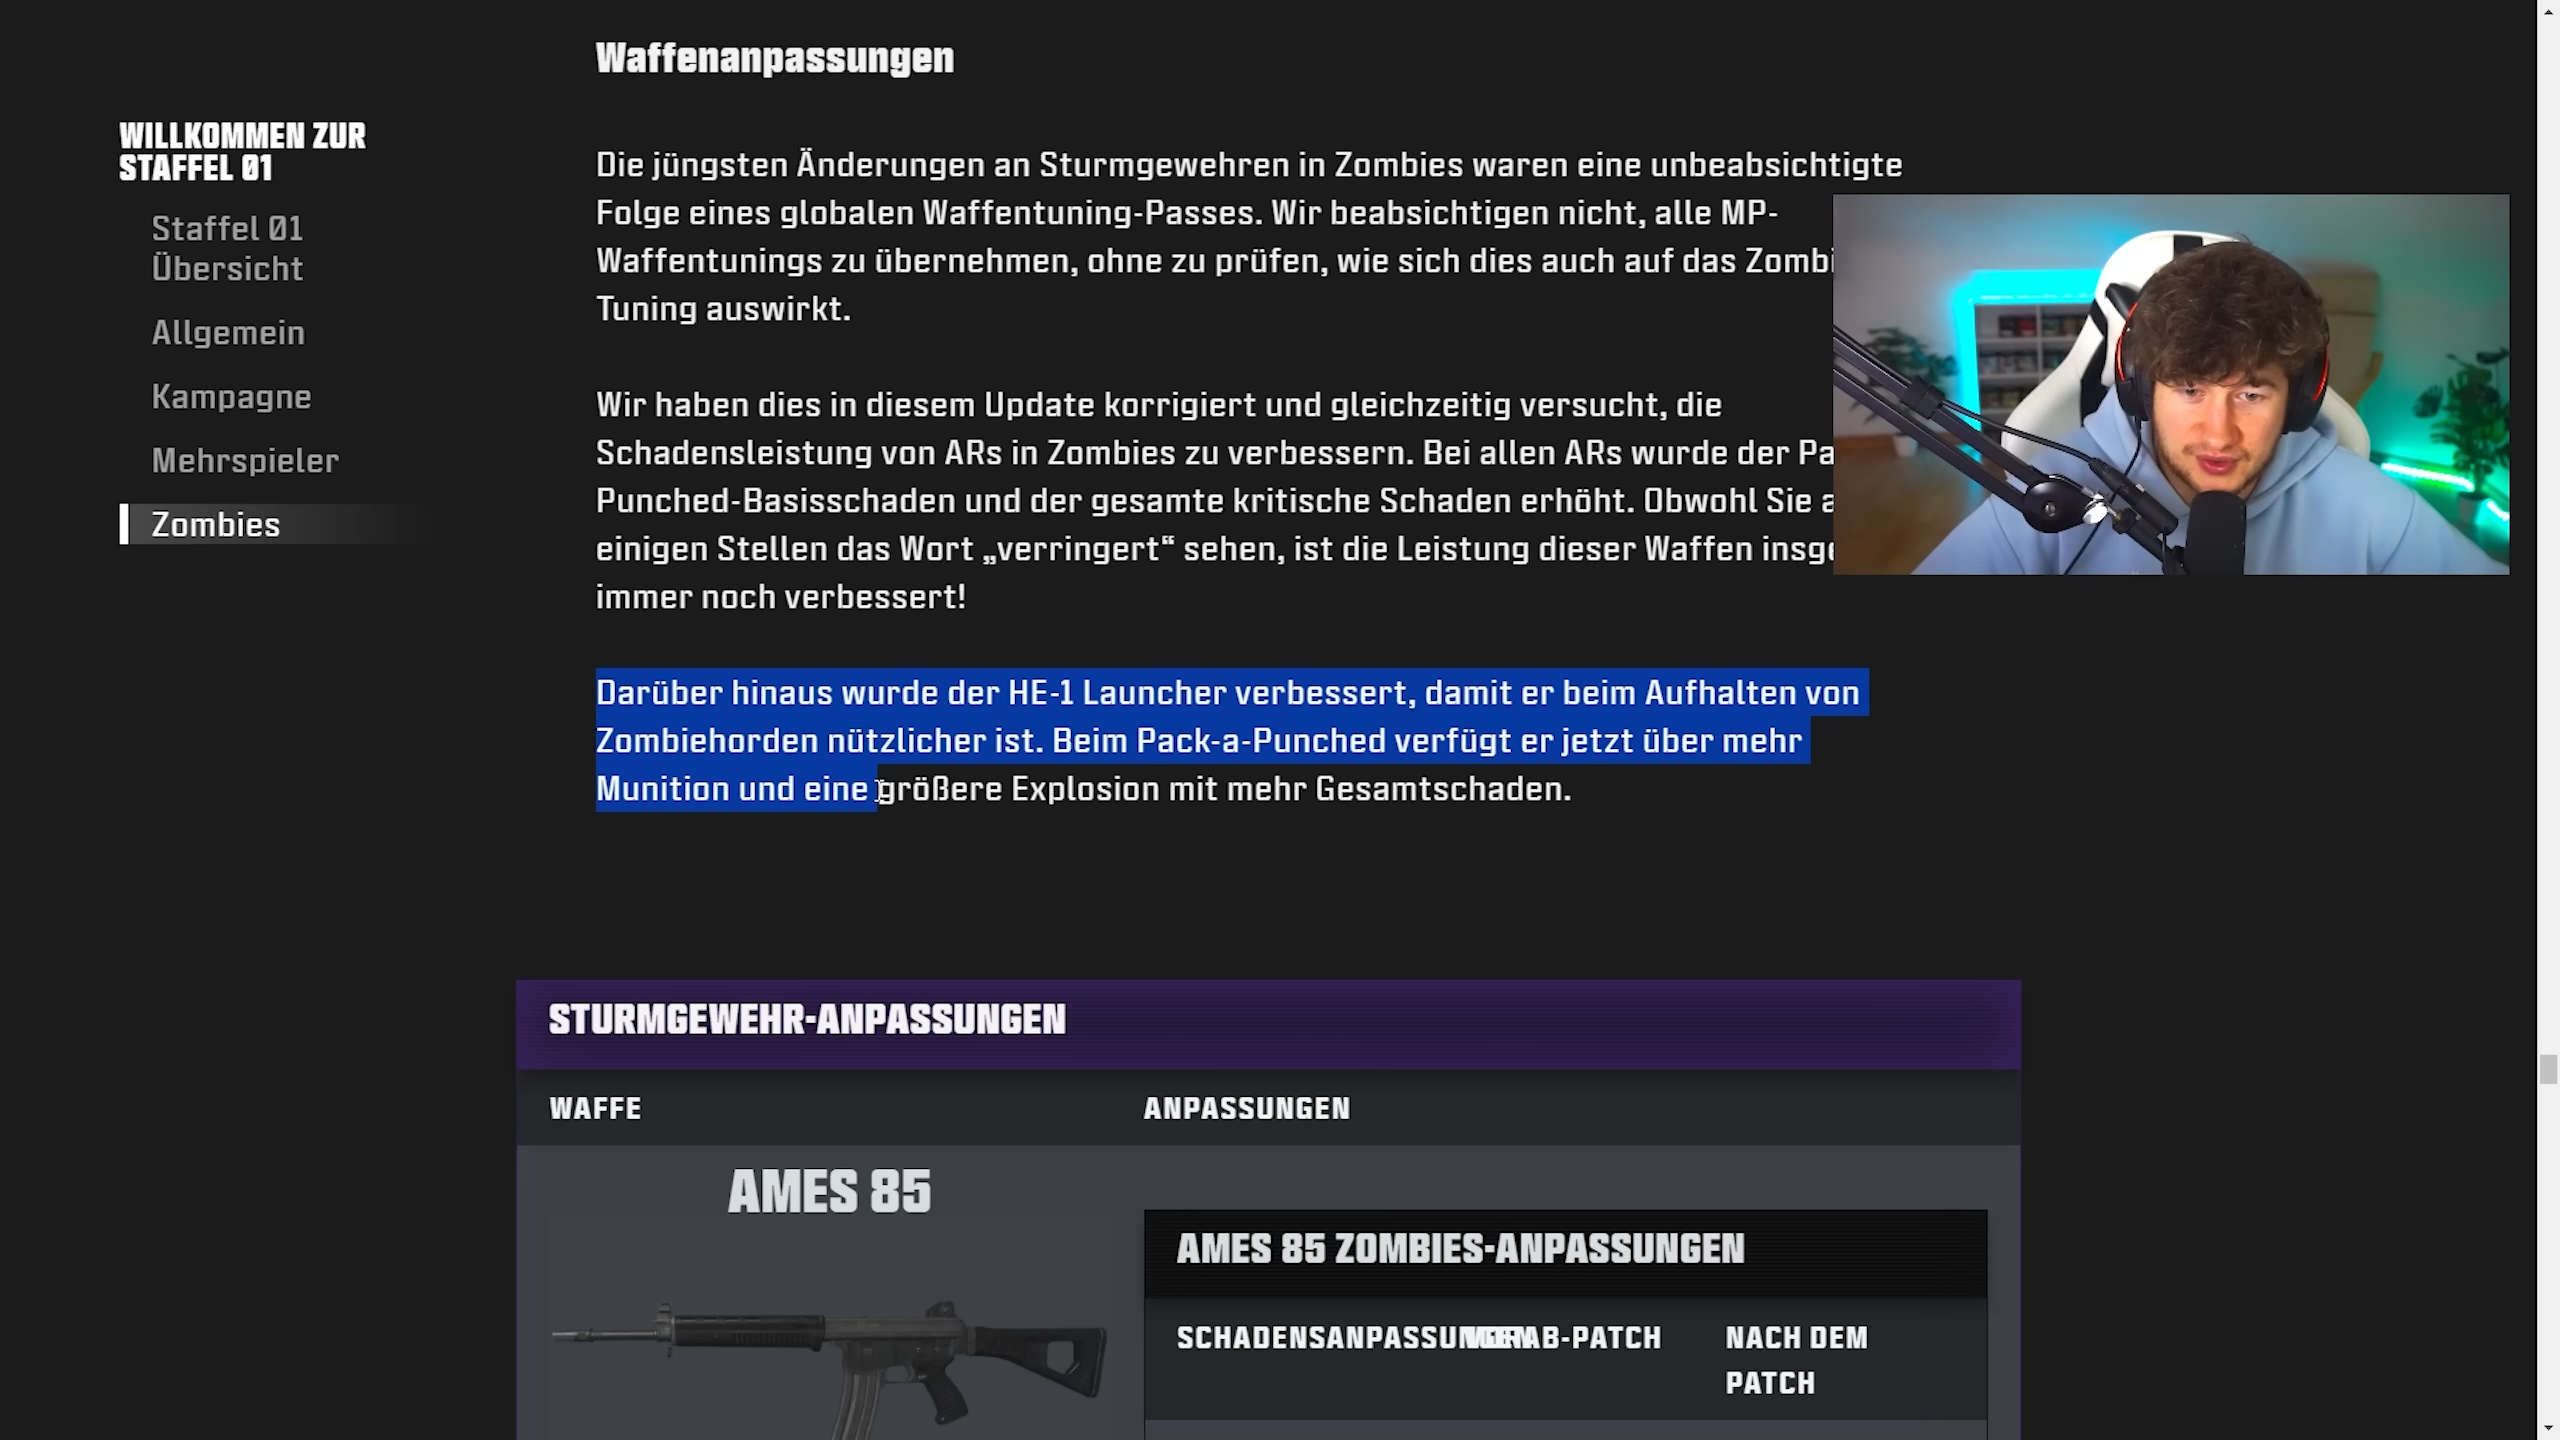 Waffenanpassungen
WILLKOMMEN ZUR
STAFFEL 01
Staffel 01
Übersicht
Allgemein
Kampagne
Mehrspieler
Zombies
Die jüngsten Änderungen an Sturmgewehren in Zombies waren eine unbeabsichtigte
Folge eines globalen Waffentuning-Passes. Wir beabsichtigen nicht, alle MP-
Waffentunings zu übernehmen, ohne zu prüfen, wie sich dies auch auf das
Tuning auswirkt.
Wir haben dies in diesem Update korrigiert und gleichzeitig versucht, die
Schadensleistung von ARs in Zombies zu verbessern. Bei allen ARs wurde der
Punched-Basisschaden und der gesamte kritische Schaden erhöht. Obwohl Sie
einigen Stellen das Wort „verringert“ sehen, ist die Leistung dieser Waffen
immer noch verbessert!
Darüber hinaus wurde der HE-1 Launcher verbessert, damit er beim Aufhalten von
Zombiehorden nützlicher ist. Beim Pack-a-Punched verfügt er jetzt über mehr
Munition und eine größere Explosion mit mehr Gesamtschaden.
STURMGEWEHR-ANPASSUNGEN
WAFFE ANPASSUNGEN
AMES 85
AMES 85 ZOMBIES-ANPASSUNGEN
NACH DEM
PATCH